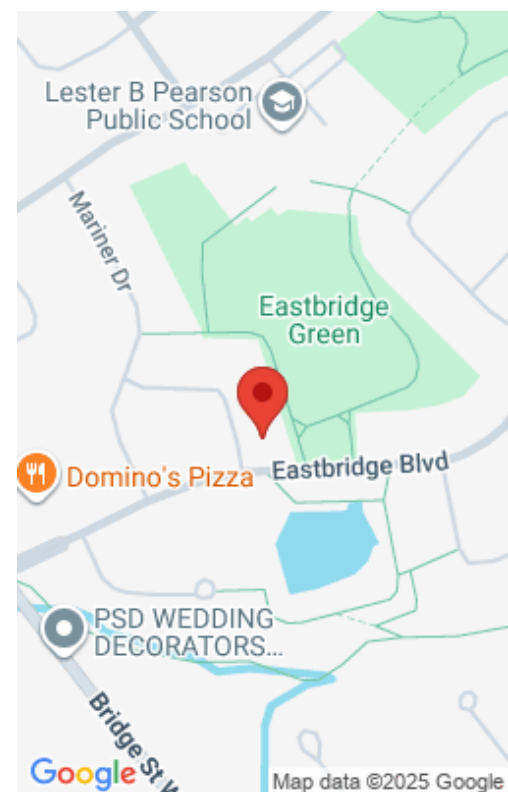 Lester B Pearson
Public School
Mariner Dr
Eastbridge
Green
Eastbridge Blvd
Domino's Pizza
PSD WEDDING
DECORATORS...
Bridge St W
Google
Map data ©2025 Google